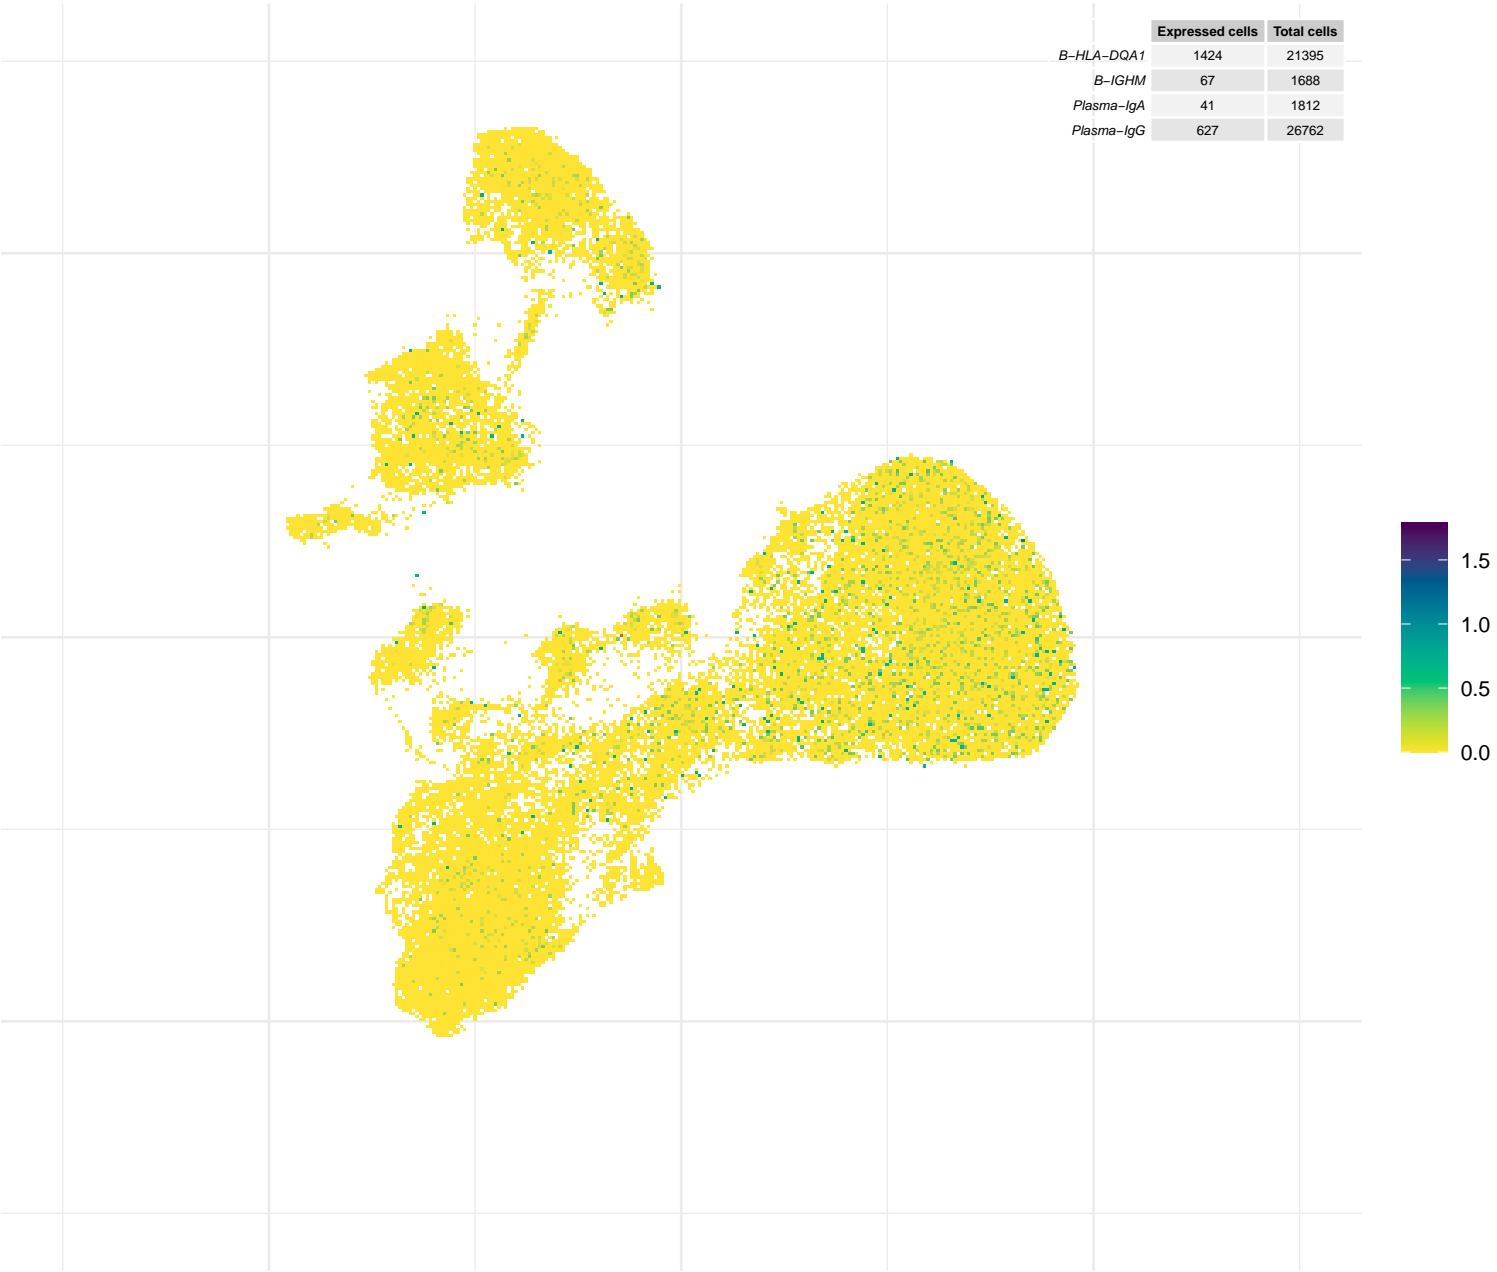 Expressed cells Total cells
B−HLA−DQA1 1424 21395
B−IGHM 67 1688
Plasma−IgA 41 1812
Plasma−IgG 627 26762
1.5
1.0
0.5
0.0